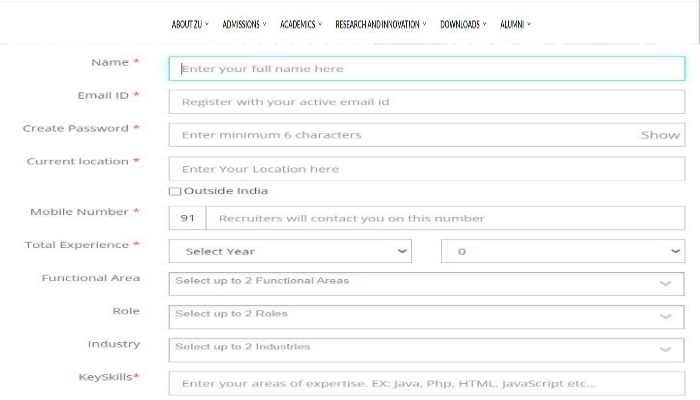 ABOUT ZU ADMISSIONS ACADEMICS RESEARCH AND INNOVATION DOWNLOADS ALUMNI
Name * Enter your full name here
Email ID * Register with your active email id
Create Password * Enter minimum 6 characters Show
Current location * Enter Your Location here
Outside India
Mobile Number * 91 Recruiters will contact you on this number
Total Experience * Select Year 0
Functional Area Select up to 2 Functional Areas
Role Select up to 2 Roles
Industry Select up to 2 Industries
KeySkills* Enter your areas of expertise. EX: Java, Php, HTML, JavaScript etc...